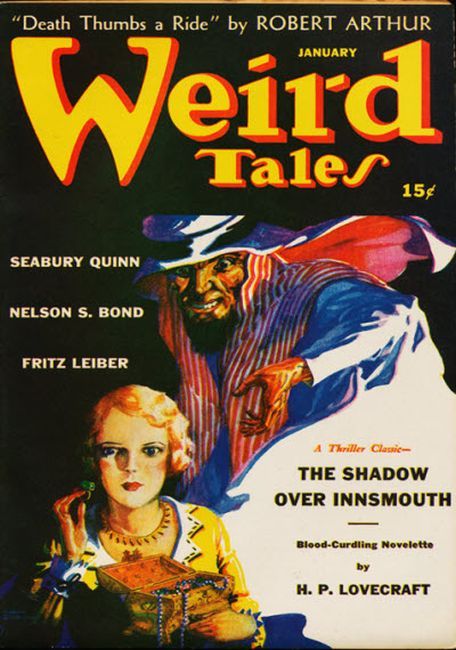 "Death Thumbs a Ride" by ROBERT ARTHUR
JANUARY
Weird
Tales
15¢
SEABURY QUINN
NELSON S. BOND
FRITZ LEIBER
A Thriller Classic—
THE SHADOW
OVER INNSMOUTH
Blood-Curdling Novelette
by
H. P. LOVECRAFT